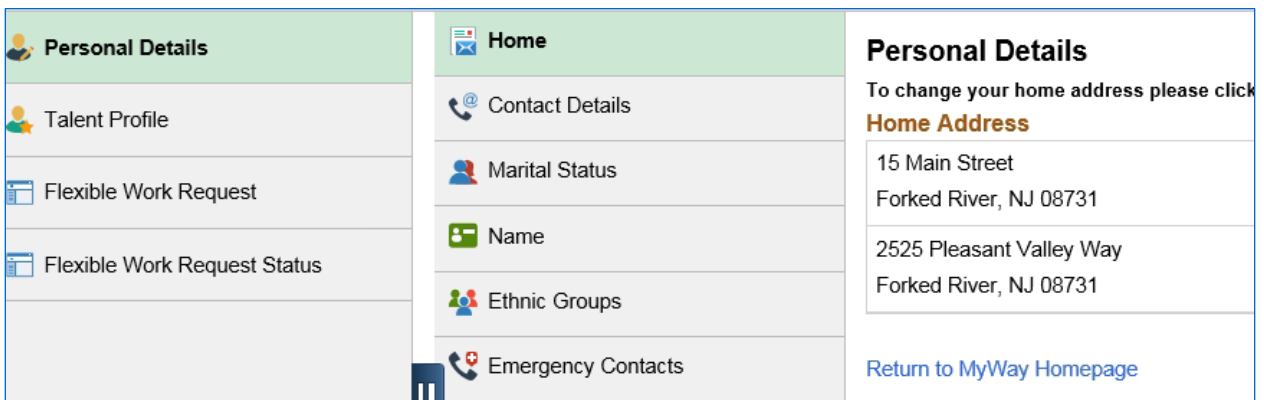 Personal Details
Talent Profile
Flexible Work Request
Flexible Work Request Status
Home
Contact Details
Marital Status
Name
Ethnic Groups
Emergency Contacts
Personal Details
To change your home address please click
Home Address
15 Main Street
Forked River, NJ 08731
2525 Pleasant Valley Way
Forked River, NJ 08731
Return to MyWay Homepage